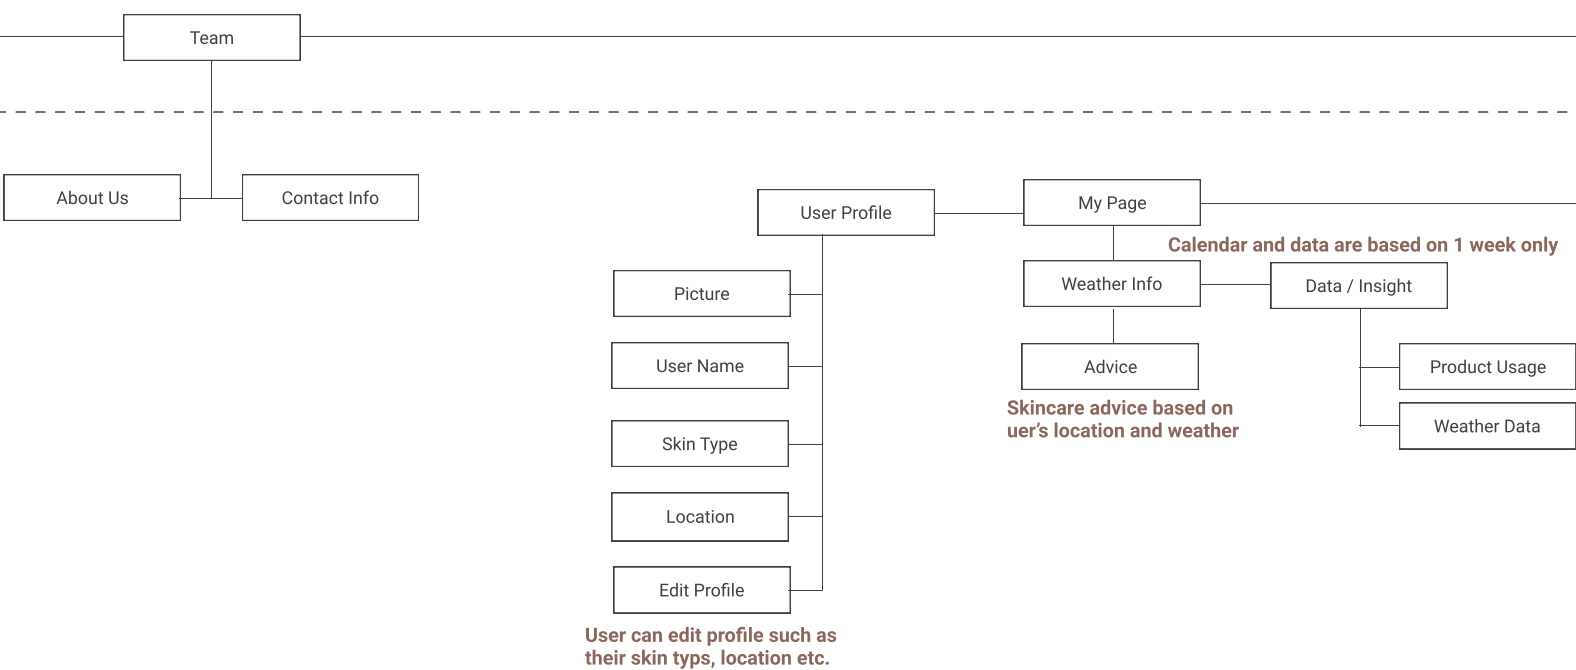 Team
About Us
Contact Info
User Profile
My Page
Calendar and data are based on 1 week only
Weather Info
Data / Insight
Picture
User Name
Advice
Product Usage
Skincare advice based on
uer’s location and weather
Weather Data
Skin Type
Location
Edit Profile
User can edit profile such as
their skin typs, location etc.